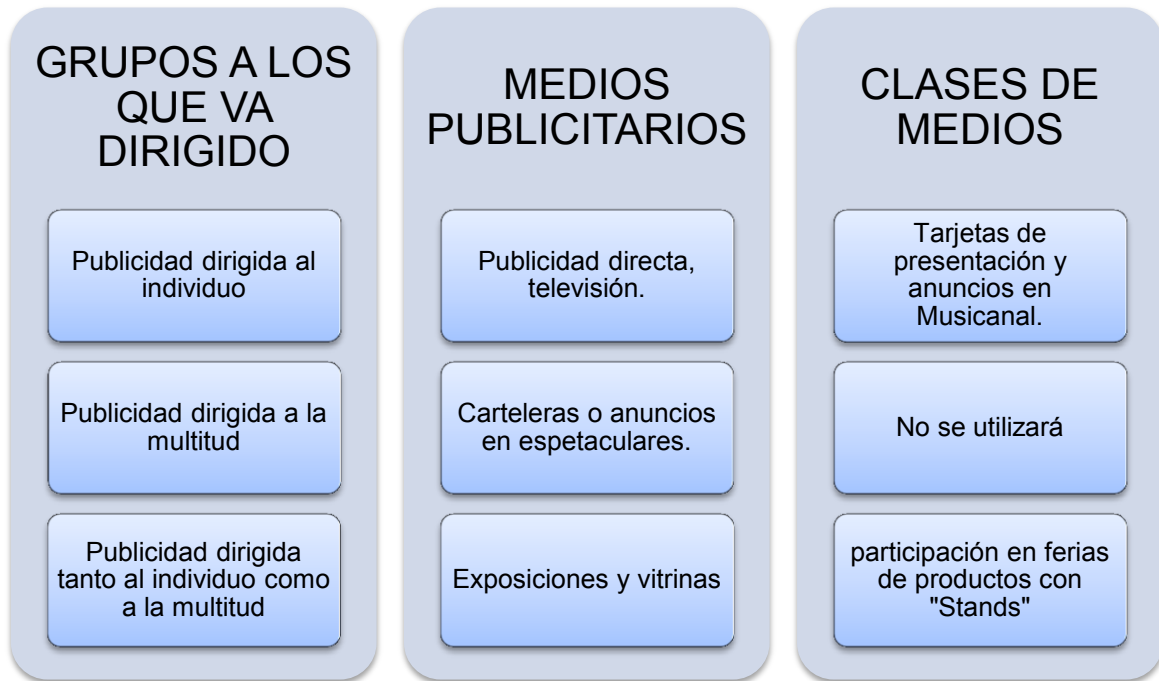 GRUPOS A LOS
QUE VA
DIRIGIDO
Publicidad dirigida al
individuo
Publicidad dirigida a la
multitud
Publicidad dirigida
tanto al individuo como
a la multitud
MEDIOS
PUBLICITARIOS
Publicidad directa,
televisión.
Carteleras o anuncios
en espetaculares.
Exposiciones y vitrinas
CLASES DE
MEDIOS
Tarjetas de
presentación y
anuncios en
Musicanal.
No se utilizará
participación en ferias
de productos con
"Stands"